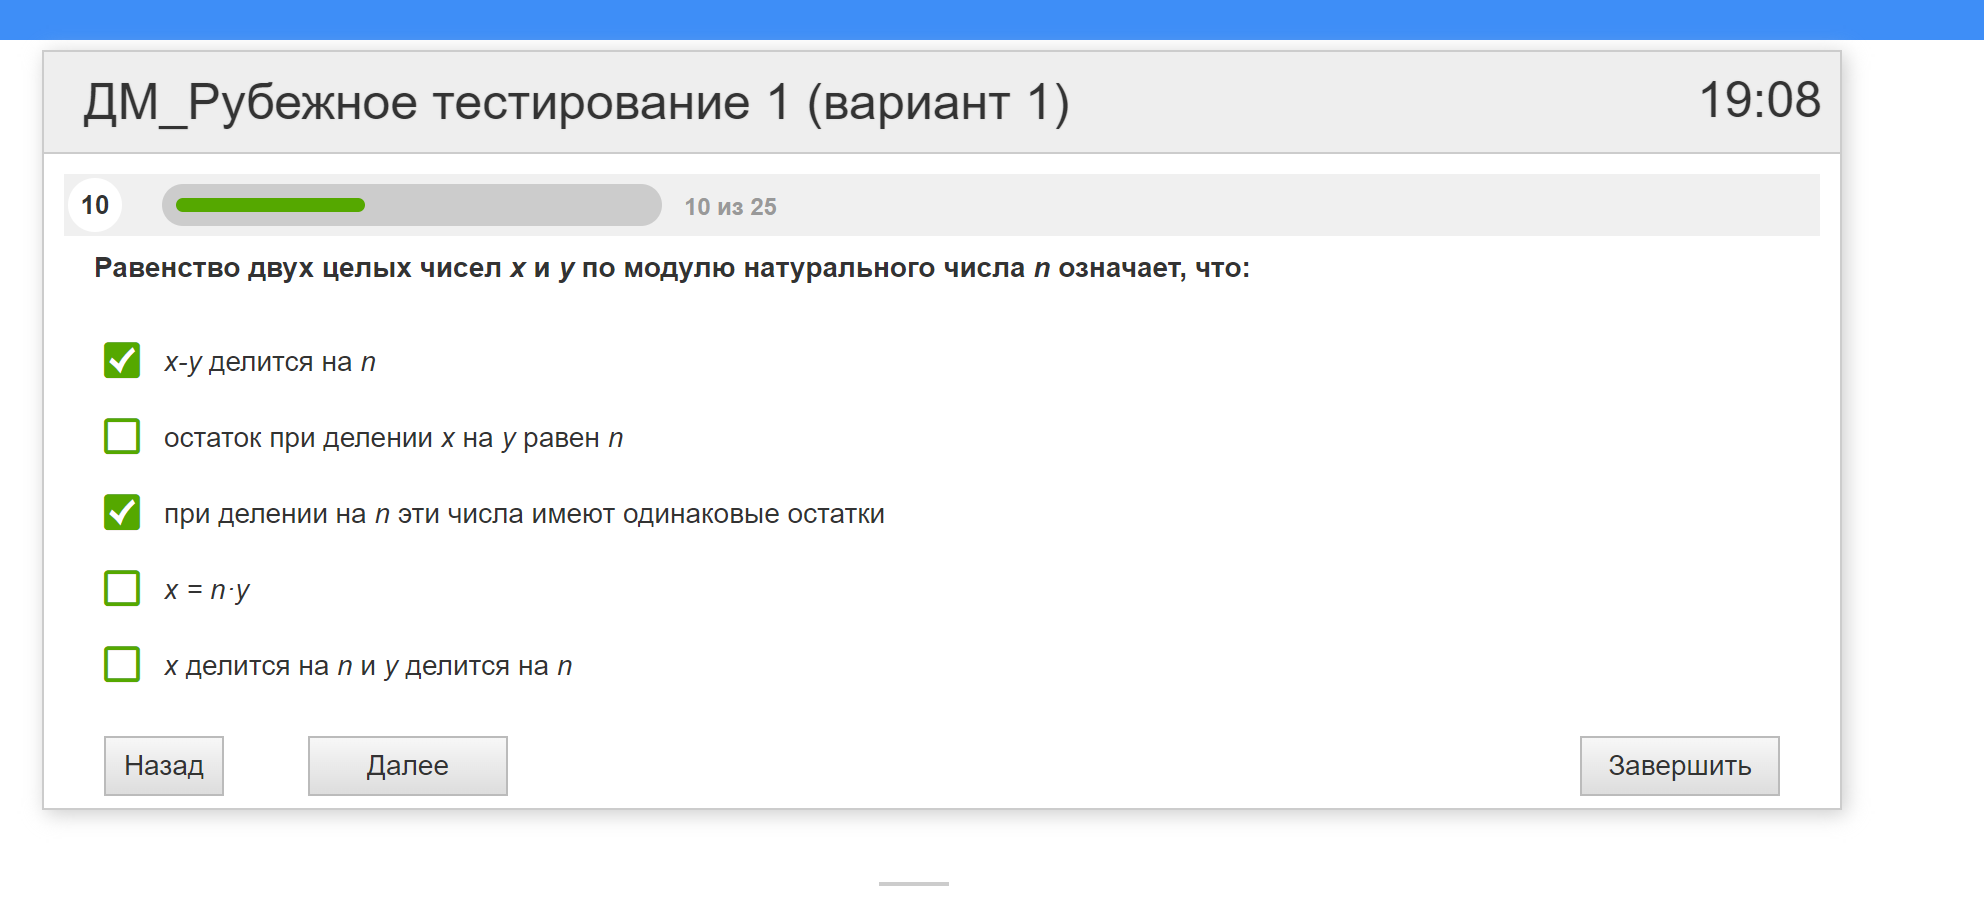 ДМ_Рубежное тестирование 1 (вариант 1)
19:08
10
10 из 25
Равенство двух целых чисел x и y по модулю натурального числа n означает, что:
x-y делится на n
остаток при делении x на y равен n
при делении на n эти числа имеют одинаковые остатки
x = n·y
x делится на n и y делится на n
Назад
Далее
Завершить